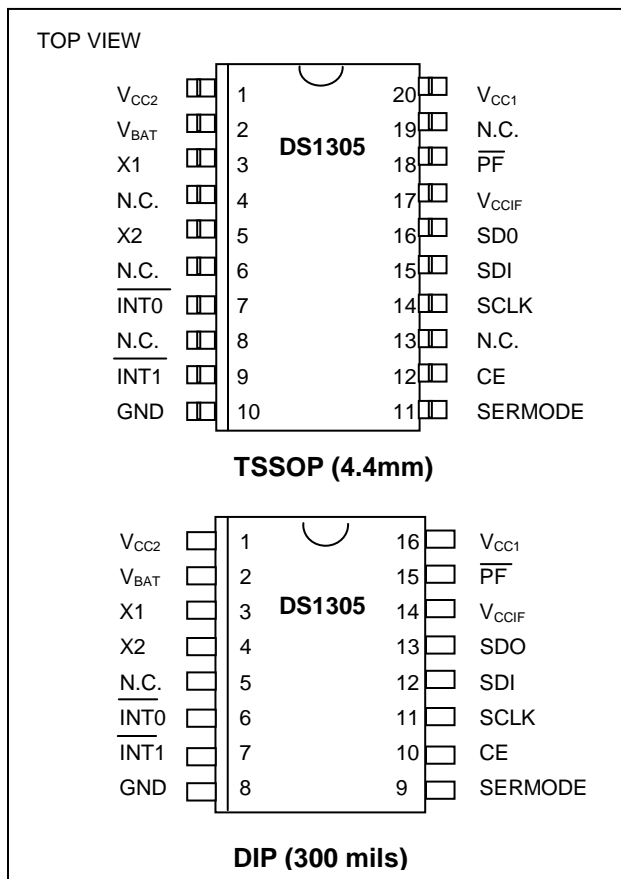 TOP VIEW
VCC2 1 20 VCC1
VBAT 2 DS1305 19 N.C.
X1 3 18 PF
N.C. 4 17 VCCIF
X2 5 16 SD0
N.C. 6 15 SDI
INT0 7 14 SCLK
N.C. 8 13 N.C.
INT1 9 12 CE
GND 10 11 SERMODE
TSSOP (4.4mm)
VCC2 1 16 VCC1
VBAT 2 15 PF
X1 3 DS1305 14 VCCIF
X2 4 13 SDO
N.C. 5 12 SDI
INT0 6 11 SCLK
INT1 7 10 CE
GND 8 9 SERMODE
DIP (300 mils)